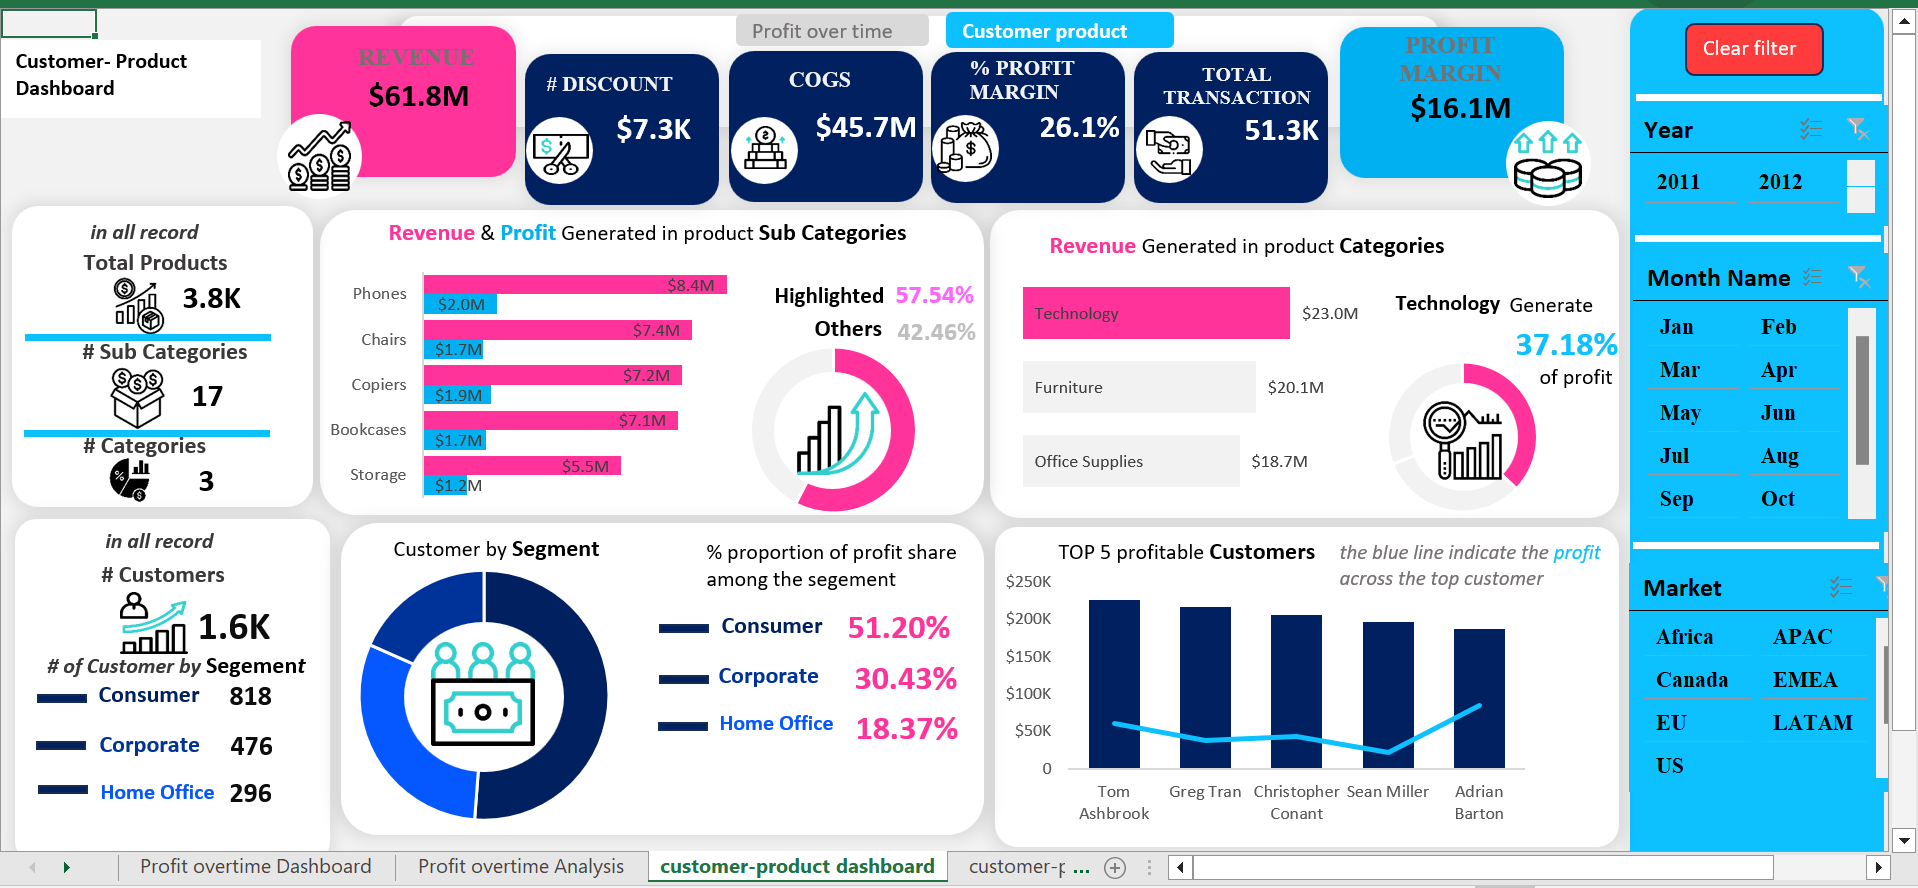 Profit over time
Customer product
Clear filter
Customer- Product
Dashboard
REVENUE
$61.8M
# DISCOUNT
$7.3K
COGS
$45.7M
% PROFIT
MARGIN
26.1%
TOTAL
TRANSACTION
51.3K
PROFIT
MARGIN
$16.1M
in all record
Total Products
3.8K
# Sub Categories
17
# Categories
3
Revenue & Profit Generated in product Sub Categories
Phones
$8.4M
$2.0M
Chairs
$7.4M
$1.7M
Copiers
$7.2M
$1.9M
Bookcases
$7.1M
$1.7M
Storage
$5.5M
$1.2M
Highlighted 57.54%
Others 42.46%
Revenue Generated in product Categories
Technology $23.0M
Furniture $20.1M
Office Supplies $18.7M
Technology Generate
37.18%
of profit
in all record
# Customers
1.6K
# of Customer by Segement
Consumer 818
Corporate 476
Home Office 296
Customer by Segment
% proportion of profit share
among the segement
Consumer 51.20%
Corporate 30.43%
Home Office 18.37%
TOP 5 profitable Customers
the blue line indicate the profit
across the top customer
$250K
$200K
$150K
$100K
$50K
0
Tom
Ashbrook
Greg Tran
Christopher
Conant
Sean Miller
Adrian
Barton
Year
2011 2012
Month Name
Jan Feb
Mar Apr
May Jun
Jul Aug
Sep Oct
Market
Africa APAC
Canada EMEA
EU LATAM
US
Profit overtime Dashboard
Profit overtime Analysis
customer-product dashboard
customer-p ...